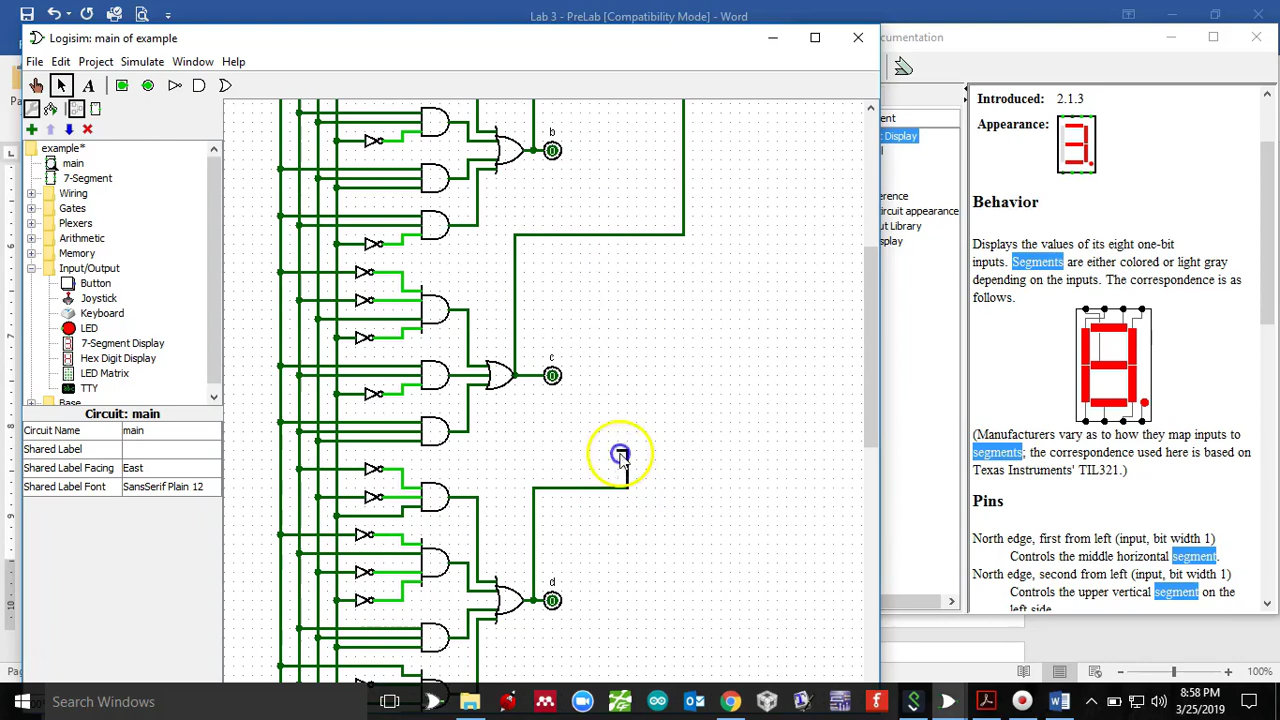 Lab 3 - PreLab [Compatibility Mode] - Word
Logisim: main of example
File Edit Project Simulate Window Help
example*
main
7-Segment
Wiring
Gates
Plexers
Arithmetic
Memory
Input/Output
Button
Joystick
Keyboard
LED
7-Segment Display
Hex Digit Display
LED Matrix
TTY
Base
Circuit: main
Circuit Name main
Shared Label
Shared Label Facing East
Shared Label Font SansSerif Plain 12
b
c
d
ocumentation
Display
ference
rcuit appearance
ut Library
play
Introduced: 2.1.3
Appearance:
Behavior
Displays the values of its eight one-bit
inputs. Segments are either colored or light gray
depending on the inputs. The correspondence is as
follows.
(Manufacturers vary as to how they map inputs to
segments; the correspondence used here is based on
Texas Instruments' TIL321.)
Pins
North edge, first from left (input, bit width 1)
Controls the middle horizontal segment.
North edge, second from left (input, bit width 1)
Controls the upper vertical segment on the
left side.
100%
Search Windows
8:58 PM
3/25/2019